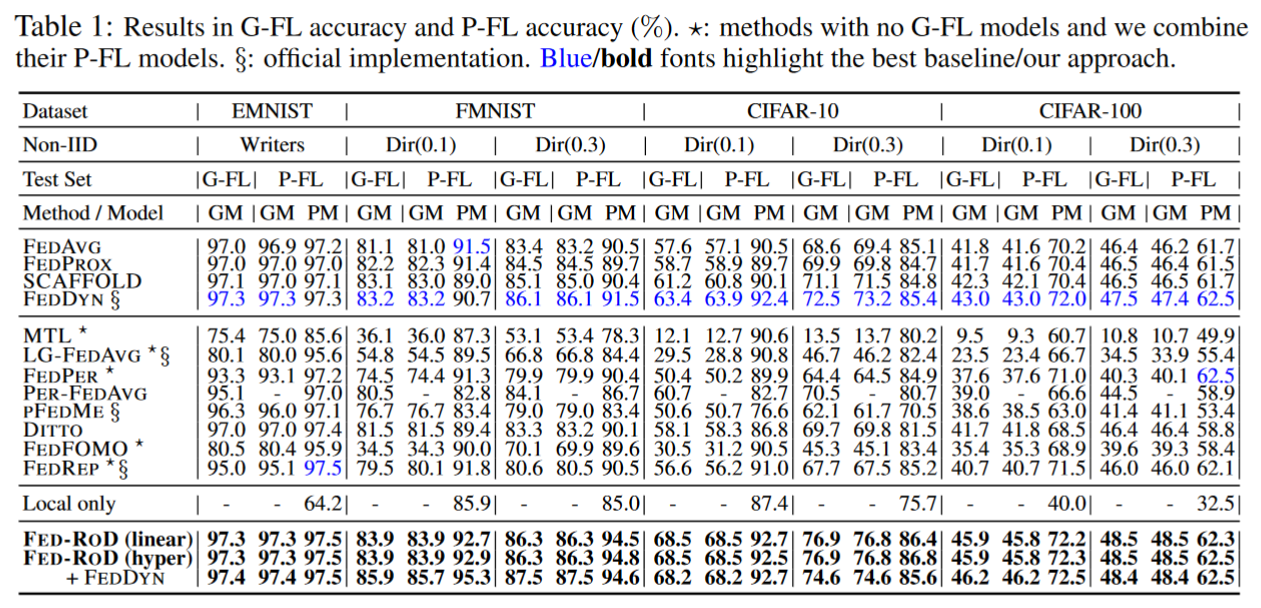 Table 1: Results in G-FL accuracy and P-FL accuracy (%). ⋆: methods with no G-FL models and we combine
their P-FL models. §: official implementation. Blue/bold fonts highlight the best baseline/our approach.
Dataset | EMNIST | FMNIST | CIFAR-10 | CIFAR-100 |
Non-IID | Writers | Dir(0.1) | Dir(0.3) | Dir(0.1) | Dir(0.3) | Dir(0.1) | Dir(0.3) |
Test Set |G-FL| P-FL |G-FL| P-FL |G-FL| P-FL |G-FL| P-FL |G-FL| P-FL |G-FL| P-FL |G-FL| P-FL |
Method / Model | GM |GM PM | GM |GM PM | GM |GM PM | GM |GM PM | GM |GM PM | GM |GM PM | GM |GM PM |
FEDAVG | 97.0 96.9 97.2| 81.1 81.0 91.5| 83.4 83.2 90.5| 57.6 57.1 90.5| 68.6 69.4 85.1| 41.8 41.6 70.2| 46.4 46.2 61.7|
FEDPROX | 97.0 97.0 97.0| 82.2 82.3 91.4| 84.5 84.5 89.7| 58.7 58.9 89.7| 69.9 69.8 84.7| 41.7 41.6 70.4| 46.5 46.4 61.5|
SCAFFOLD | 97.1 97.0 97.1| 83.1 83.0 89.0| 85.1 85.0 90.4| 61.2 60.8 90.1| 71.1 71.5 84.8| 42.3 42.1 70.4| 46.5 46.5 61.7|
FEDDYN § | 97.3 97.3 97.3| 83.2 83.2 90.7| 86.1 86.1 91.5| 63.4 63.9 92.4| 72.5 73.2 85.4| 43.0 43.0 72.0| 47.5 47.4 62.5|
MTL ⋆ | 75.4 75.0 85.6| 36.1 36.0 87.3| 53.1 53.4 78.3| 12.1 12.7 90.6| 13.5 13.7 80.2| 9.5 9.3 60.7| 10.8 10.7 49.9|
LG-FEDAVG ⋆§ | 80.1 80.0 95.6| 54.8 54.5 89.5| 66.8 66.8 84.4| 29.5 28.8 90.8| 46.7 46.2 82.4| 23.5 23.4 66.7| 34.5 33.9 55.4|
FEDPER ⋆ | 93.3 93.1 97.2| 74.5 74.4 91.3| 79.9 79.9 90.4| 50.4 50.2 89.9| 64.4 64.5 84.9| 37.6 37.6 71.0| 40.3 40.1 62.5|
PER-FEDAVG | 95.1 - 97.0| 80.5 - 82.8| 84.1 - 86.7| 60.7 - 82.7| 70.5 - 80.7| 39.0 - 66.6| 44.5 - 58.9|
PFEDME § | 96.3 96.0 97.1| 76.7 76.7 83.4| 79.0 79.0 83.4| 50.6 50.7 76.6| 62.1 61.7 70.5| 38.6 38.5 63.0| 41.4 41.1 53.4|
DITTO | 97.0 97.0 97.4| 81.5 81.5 89.4| 83.3 83.2 90.1| 58.1 58.3 86.8| 69.7 69.8 81.5| 41.7 41.8 68.5| 46.4 46.4 58.8|
FEDFOMO ⋆ | 80.5 80.4 95.9| 34.5 34.3 90.0| 70.1 69.9 89.6| 30.5 31.2 90.5| 45.3 45.1 83.4| 35.4 35.3 68.9| 39.6 39.3 58.4|
FEDREP ⋆§ | 95.0 95.1 97.5| 79.5 80.1 91.8| 80.6 80.5 90.5| 56.6 56.2 91.0| 67.7 67.5 85.2| 40.7 40.7 71.5| 46.0 46.0 62.1|
Local only | - - 64.2| - - 85.9| - - 85.0| - - 87.4| - - 75.7| - - 40.0| - - 32.5|
FED-ROD (linear)| 97.3 97.3 97.5| 83.9 83.9 92.7| 86.3 86.3 94.5| 68.5 68.5 92.7| 76.9 76.8 86.4| 45.9 45.8 72.2| 48.5 48.5 62.3|
FED-ROD (hyper)| 97.3 97.3 97.5| 83.9 83.9 92.9| 86.3 86.3 94.8| 68.5 68.5 92.5| 76.9 76.8 86.8| 45.9 45.8 72.3| 48.5 48.5 62.5|
+ FEDDYN | 97.4 97.4 97.5| 85.9 85.7 95.3| 87.5 87.5 94.6| 68.2 68.2 92.7| 74.6 74.6 85.6| 46.2 46.2 72.5| 48.4 48.4 62.5|